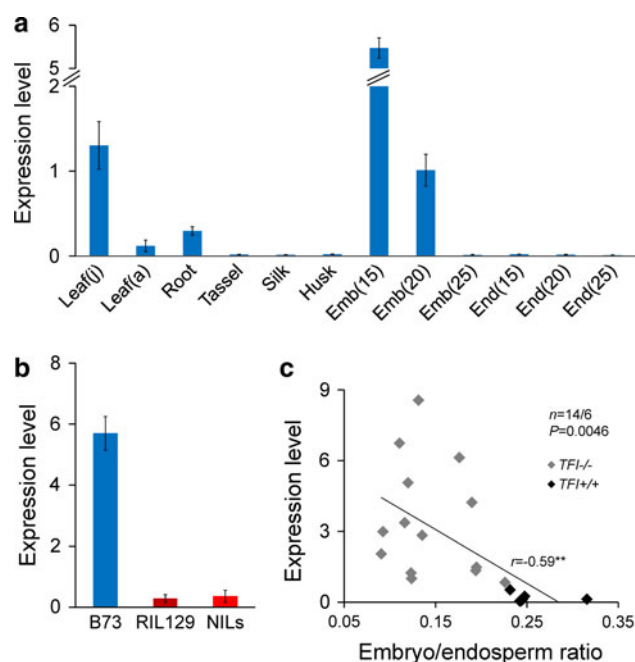 a
Expression level
6
5
2
1
0
Leaf(j)
Leaf(a)
Root
Tassel
Silk
Husk
Emb(15)
Emb(20)
Emb(25)
End(15)
End(20)
End(25)
b
Expression level
8
6
4
2
0
B73
RIL129
NILs
c
Expression level
9
6
3
0
n=14/6
P=0.0046
TFI-/-
TFI+/+
r=-0.59**
0.05
0.15
0.25
0.35
Embryo/endosperm ratio